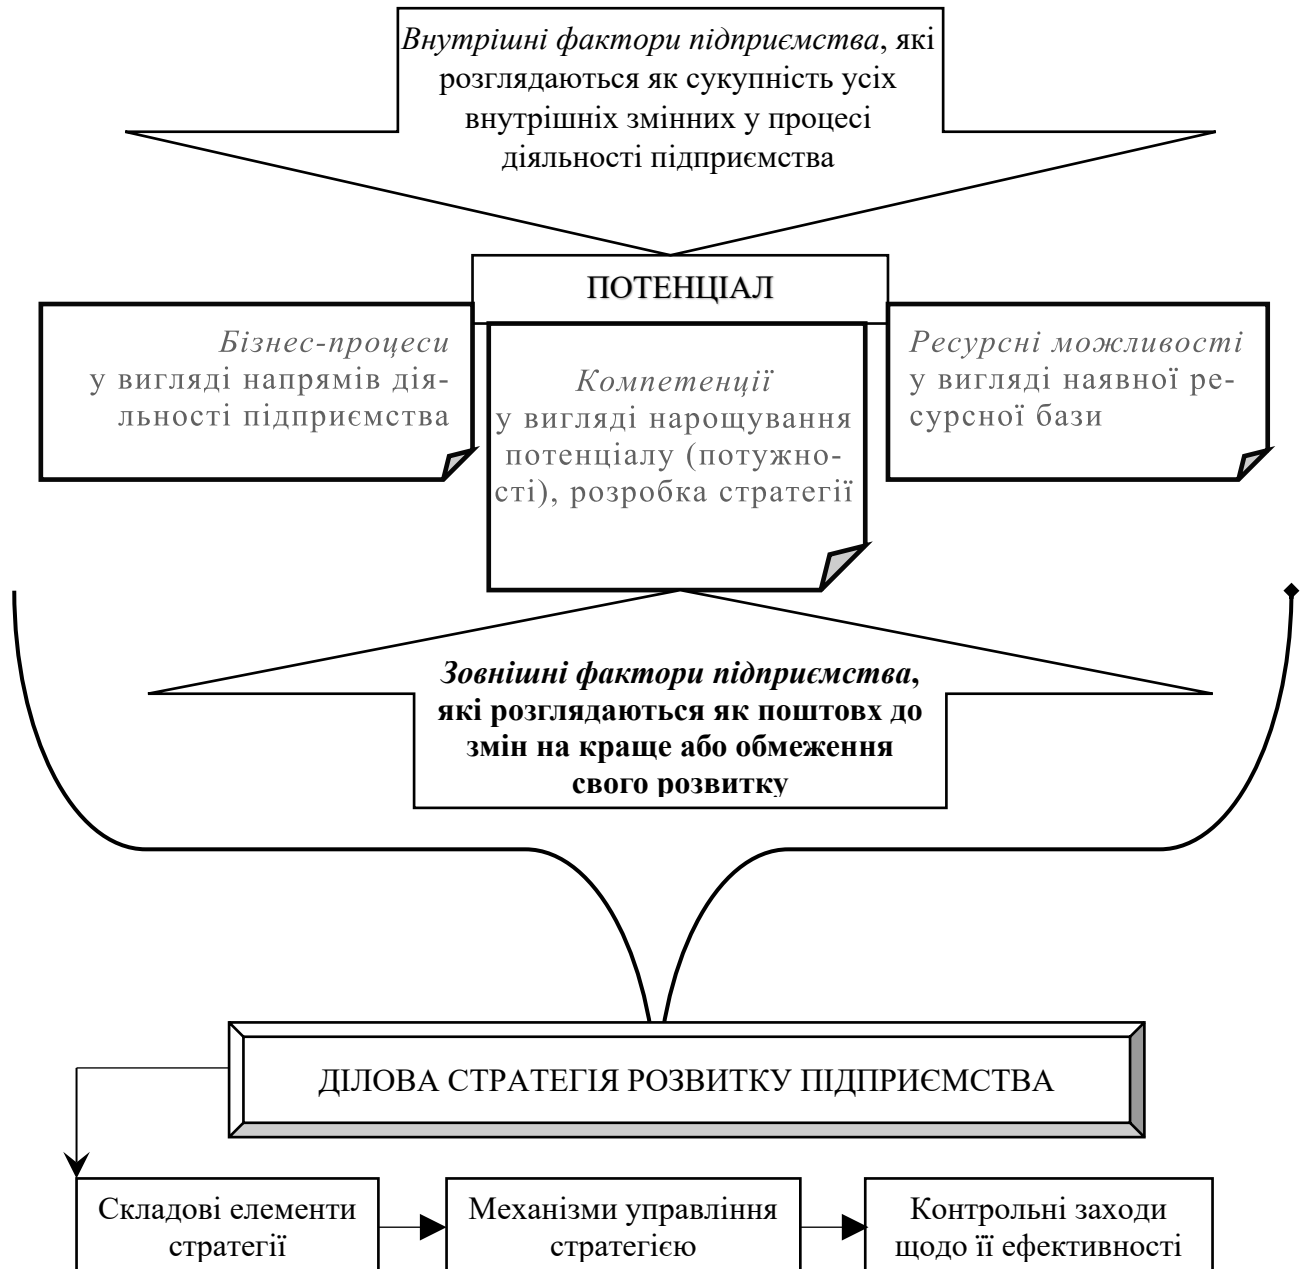 Внутрішні фактори підприємства, які
розглядаються як сукупність усіх
внутрішніх змінних у процесі
діяльності підприємства
ПОТЕНЦІАЛ
Бізнес-процеси
у вигляді напрямів дія-
льності підприємства
Компетенції
у вигляді нарощування
потенціалу (потужно-
сті), розробка стратегії
Ресурсні можливості
у вигляді наявної ре-
сурсної бази
Зовнішні фактори підприємства,
які розглядаються як поштовх до
змін на краще або обмеження
свого розвитку
ДІЛОВА СТРАТЕГІЯ РОЗВИТКУ ПІДПРИЄМСТВА
Складові елементи
стратегії
Механізми управління
стратегією
Контрольні заходи
щодо її ефективності